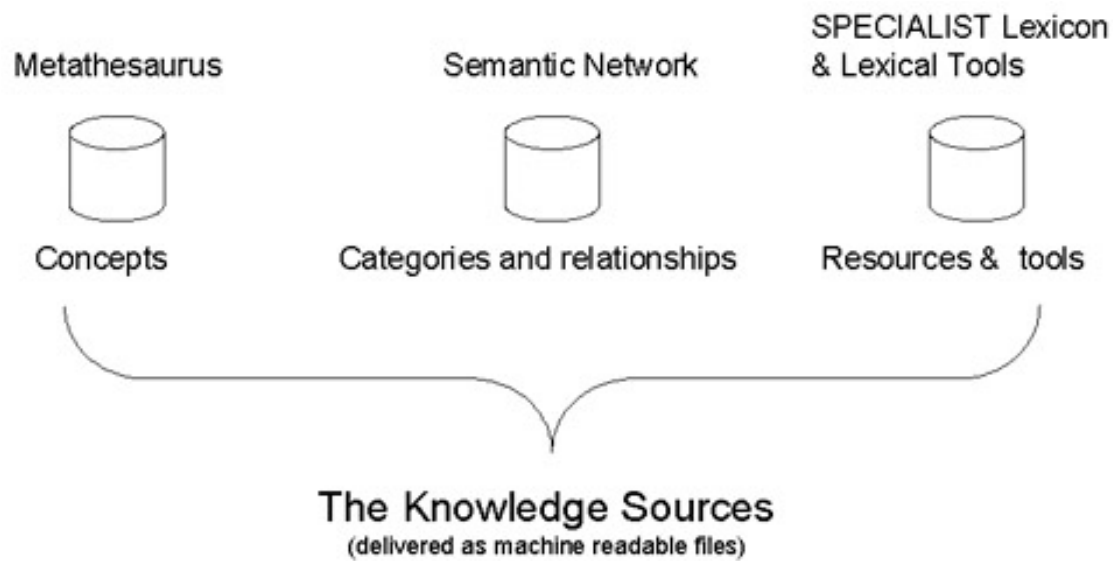 Metathesaurus
Semantic Network
SPECIALIST Lexicon
& Lexical Tools
Concepts
Categories and relationships
Resources & tools
The Knowledge Sources
(delivered as machine readable files)